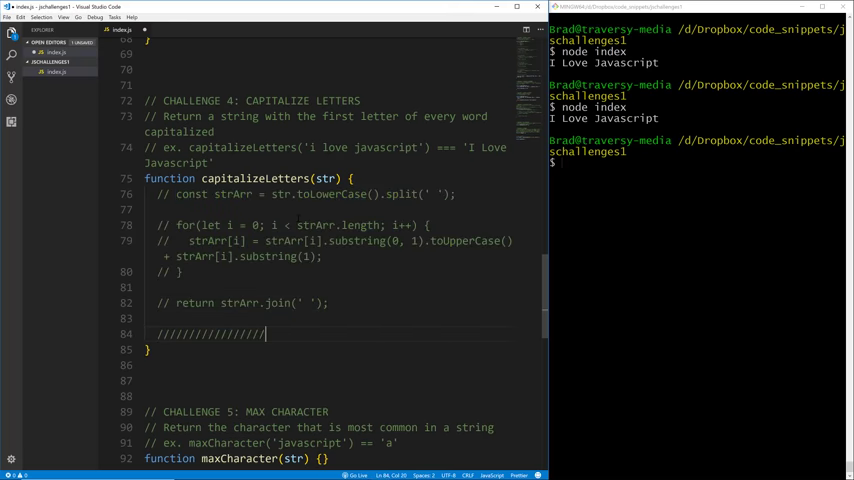 index.js - jschallenges1 - Visual Studio Code
File Edit Selection View Go Debug Tasks Help
EXPLORER
OPEN EDITORS 1 UNSAVED
index.js
JSCHALLENGES1
index.js
index.js
68 }
69
70
71
72 // CHALLENGE 4: CAPITALIZE LETTERS
73 // Return a string with the first letter of every word
capitalized
74 // ex. capitalizeLetters('i love javascript') === 'I Love
Javascript'
75 function capitalizeLetters(str) {
76 // const strArr = str.toLowerCase().split(' ');
77
78 // for(let i = 0; i < strArr.length; i++) {
79 //   strArr[i] = strArr[i].substring(0, 1).toUpperCase()
+ strArr[i].substring(1);
80 // }
81
82 // return strArr.join(' ');
83
84 /////////////////
85 }
86
87
88
89 // CHALLENGE 5: MAX CHARACTER
90 // Return the character that is most common in a string
91 // ex. maxCharacter('javascript') == 'a'
92 function maxCharacter(str) {}
0 0 Go Live Ln 84, Col 20 Spaces: 2 UTF-8 CRLF JavaScript Prettier
MINGW64:/d/Dropbox/code_snippets/jschallenges1
Brad@traversy-media /d/Dropbox/code_snippets/j
schallenges1
$ node index
I Love Javascript
Brad@traversy-media /d/Dropbox/code_snippets/j
schallenges1
$ node index
I Love Javascript
Brad@traversy-media /d/Dropbox/code_snippets/j
schallenges1
$